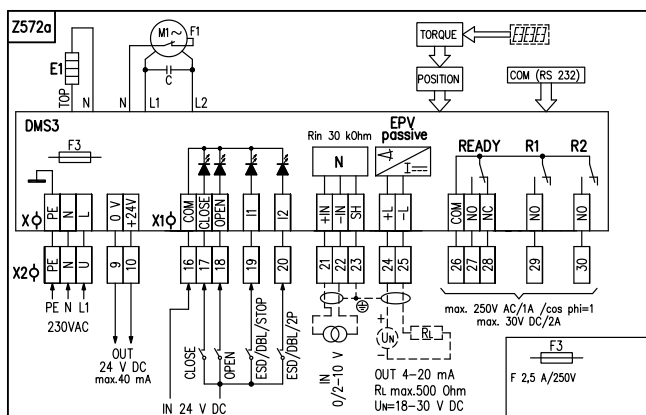 Z572a
M1~
F1
E1
C
TOP
N
N
L1
L2
TORQUE
POSITION
COM (RS 232)
DMS3
F3
Rin 30 kOhm
N
EPV
passive
I
READY
R1
R2
X
PE
N
L
0 V
+24V
X1
COM
CLOSE
OPEN
I1
I2
+IN
-IN
SH
+L
-L
COM
NO
NC
NO
NO
X2
PE
N
U
9
10
16
17
18
19
20
21
22
23
24
25
26
27
28
29
30
PE N L1
230VAC
OUT
24 V DC
max.40 mA
CLOSE
OPEN
ESD/DBL/STOP
ESD/DBL/2P
IN 24 V DC
IN
0/2-10 V
+
UN
-
RL
OUT 4-20 mA
RL max.500 Ohm
UN=18-30 V DC
max. 250V AC/1A /cos phi=1
max. 30V DC/2A
F3
F 2,5 A/250V